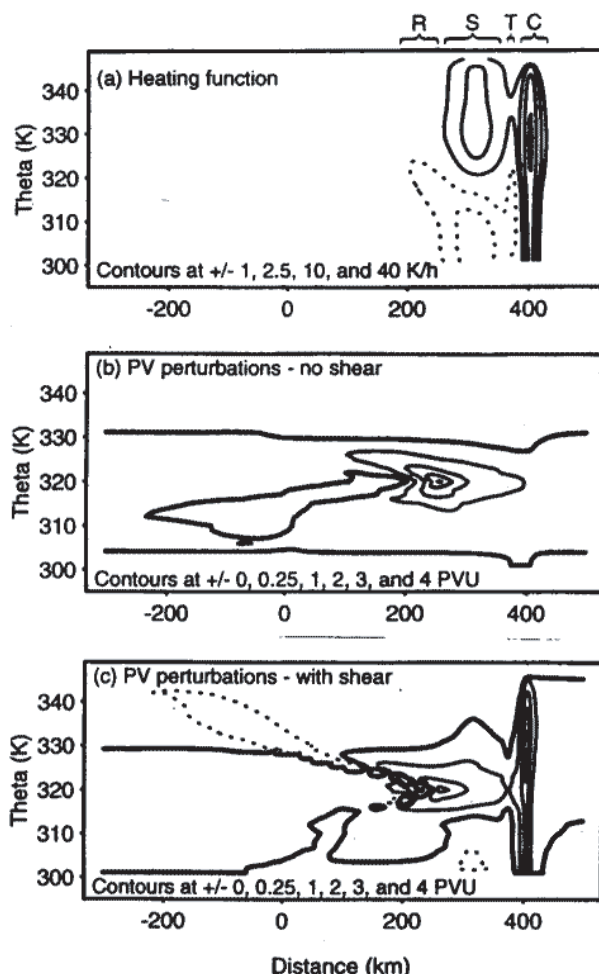 R S T C
(a) Heating function
340
330
320
310
300
Theta (K)
Contours at +/- 1, 2.5, 10, and 40 K/h
-200 0 200 400
(b) PV perturbations - no shear
340
330
320
310
300
Theta (K)
Contours at +/- 0, 0.25, 1, 2, 3, and 4 PVU
-200 0 200 400
(c) PV perturbations - with shear
340
330
320
310
300
Theta (K)
Contours at +/- 0, 0.25, 1, 2, 3, and 4 PVU
-200 0 200 400
Distance (km)